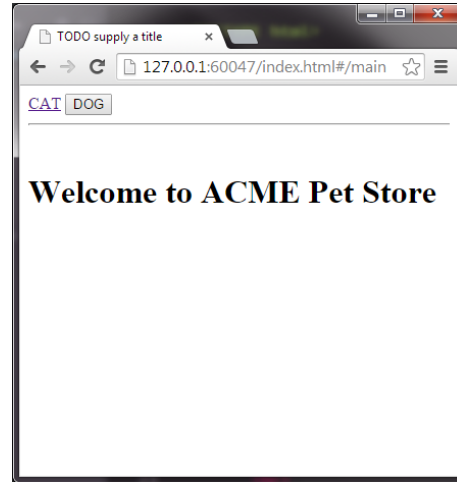 TODO supply a title
127.0.0.1:60047/index.html#/main
CAT DOG
Welcome to ACME Pet Store